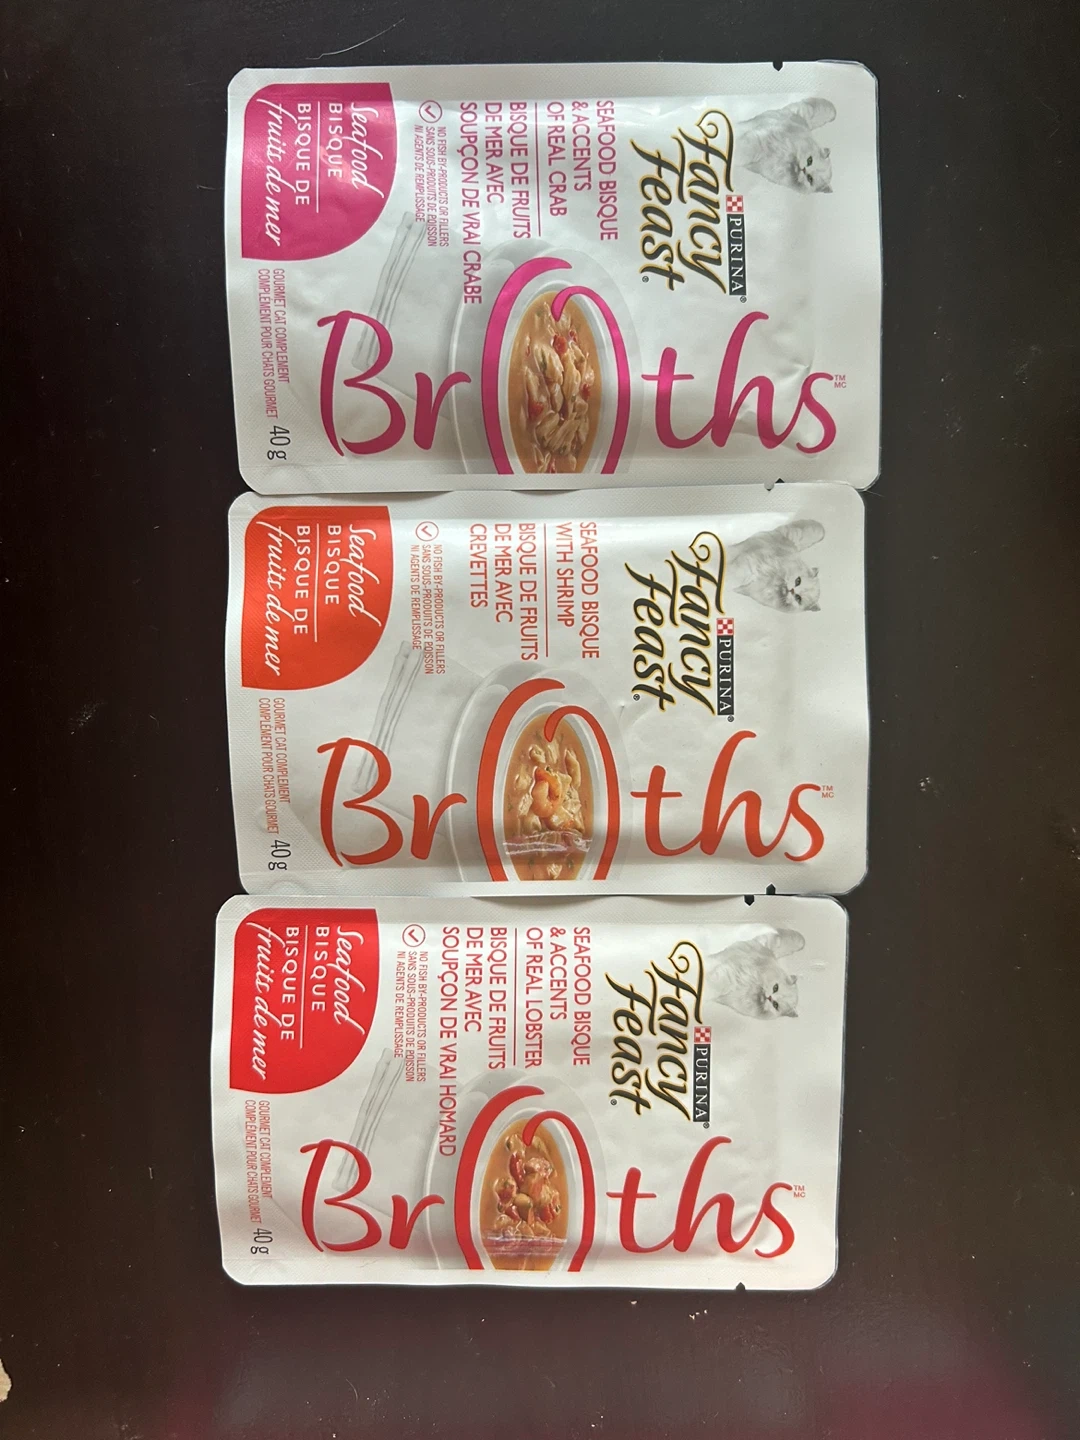 PURINA®
Fancy
Feast®
Broths™ MC
SEAFOOD BISQUE
& ACCENTS
OF REAL CRAB
BISQUE DE FRUITS
DE MER AVEC
SOUPÇON DE VRAI CRABE
NO FISH BY-PRODUCTS OR FILLERS
SANS SOUS-PRODUITS DE POISSON
NI AGENTS DE REMPLISSAGE
Seafood
BISQUE
BISQUE DE
fruits de mer
GOURMET CAT COMPLEMENT
COMPLÉMENT POUR CHATS GOURMET
40 g
PURINA®
Fancy
Feast®
Broths™ MC
SEAFOOD BISQUE
WITH SHRIMP
BISQUE DE FRUITS
DE MER AVEC
CREVETTES
NO FISH BY-PRODUCTS OR FILLERS
SANS SOUS-PRODUITS DE POISSON
NI AGENTS DE REMPLISSAGE
Seafood
BISQUE
BISQUE DE
fruits de mer
GOURMET CAT COMPLEMENT
COMPLÉMENT POUR CHATS GOURMET
40 g
PURINA®
Fancy
Feast®
Broths™ MC
SEAFOOD BISQUE
& ACCENTS
OF REAL LOBSTER
BISQUE DE FRUITS
DE MER AVEC
SOUPÇON DE VRAI HOMARD
NO FISH BY-PRODUCTS OR FILLERS
SANS SOUS-PRODUITS DE POISSON
NI AGENTS DE REMPLISSAGE
Seafood
BISQUE
BISQUE DE
fruits de mer
GOURMET CAT COMPLEMENT
COMPLÉMENT POUR CHATS GOURMET
40 g